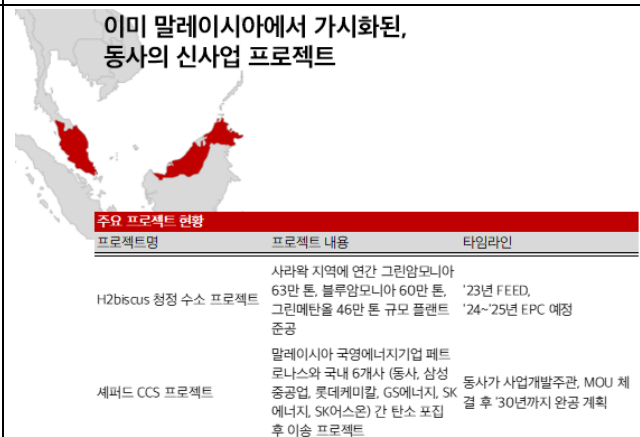 이미 말레이시아에서 가시화된,
동사의 신사업 프로젝트
주요 프로젝트 현황
프로젝트명 프로젝트 내용 타임라인
H2biscus 청정 수소 프로젝트
사라왁 지역에 연간 그린암모니아
63만 톤, 블루암모니아 60만 톤,
그린메탄올 46만 톤 규모 플랜트
준공
'23년 FEED,
'24~'25년 EPC 예정
셰퍼드 CCS 프로젝트
말레이시아 국영에너지기업 페트
로나스와 국내 6개사 (동사, 삼성
중공업, 롯데케미칼, GS에너지, SK
에너지, SK어스온) 간 탄소 포집
후 이송 프로젝트
동사가 사업개발주관, MOU 체
결 후 '30년까지 완공 계획